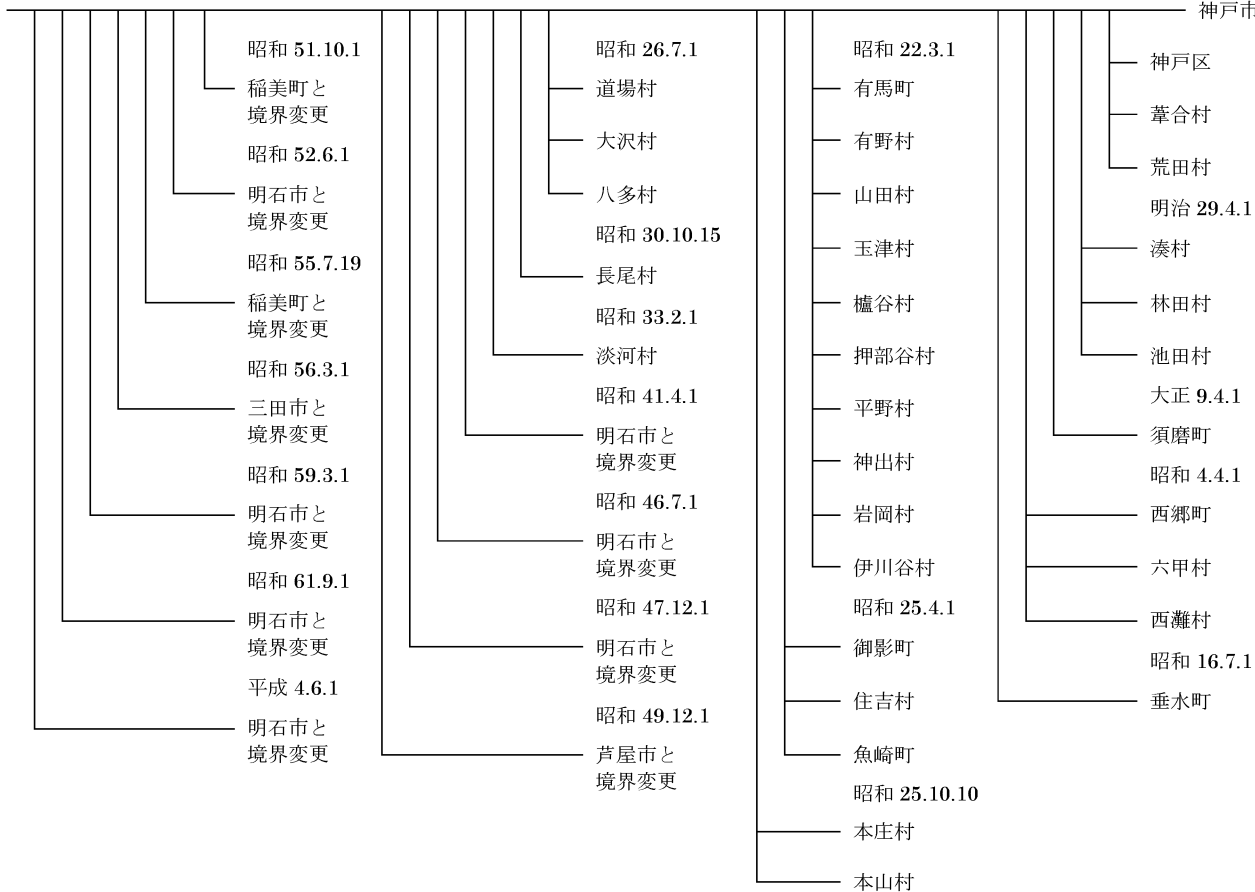 神戸市
神戸区
葦合村
荒田村
明治 29.4.1
湊村
林田村
池田村
大正 9.4.1
須磨町
昭和 4.4.1
西郷町
六甲村
西灘村
昭和 16.7.1
垂水町
昭和 22.3.1
有馬町
有野村
山田村
玉津村
櫨谷村
押部谷村
平野村
神出村
岩岡村
伊川谷村
昭和 25.4.1
御影町
住吉村
魚崎町
昭和 25.10.10
本庄村
本山村
昭和 26.7.1
道場村
大沢村
八多村
昭和 30.10.15
長尾村
昭和 33.2.1
淡河村
昭和 41.4.1
明石市と
境界変更
昭和 46.7.1
明石市と
境界変更
昭和 47.12.1
明石市と
境界変更
昭和 49.12.1
芦屋市と
境界変更
昭和 51.10.1
稲美町と
境界変更
昭和 52.6.1
明石市と
境界変更
昭和 55.7.19
稲美町と
境界変更
昭和 56.3.1
三田市と
境界変更
昭和 59.3.1
明石市と
境界変更
昭和 61.9.1
明石市と
境界変更
平成 4.6.1
明石市と
境界変更